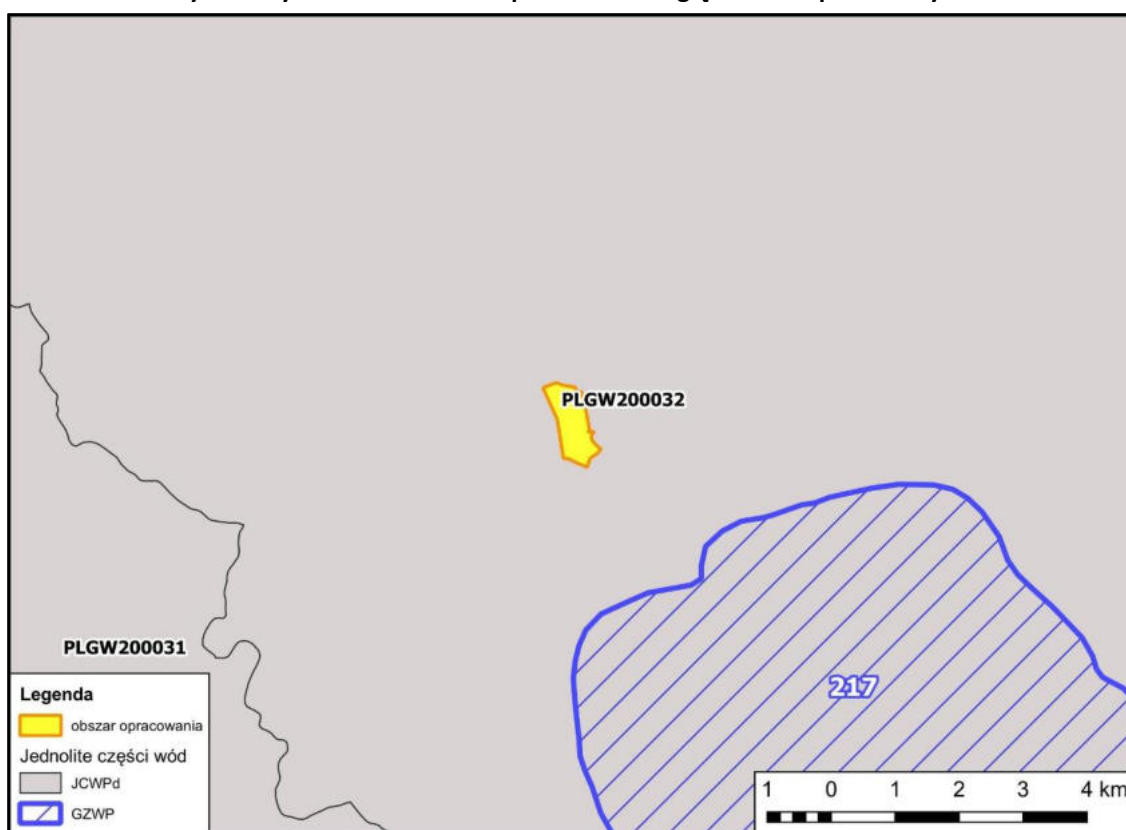 PLGW200032
217
PLGW200031
Legenda
obszar opracowania
Jednolite części wód
JCWPd
GZWP
1 0 1 2 3 4 km